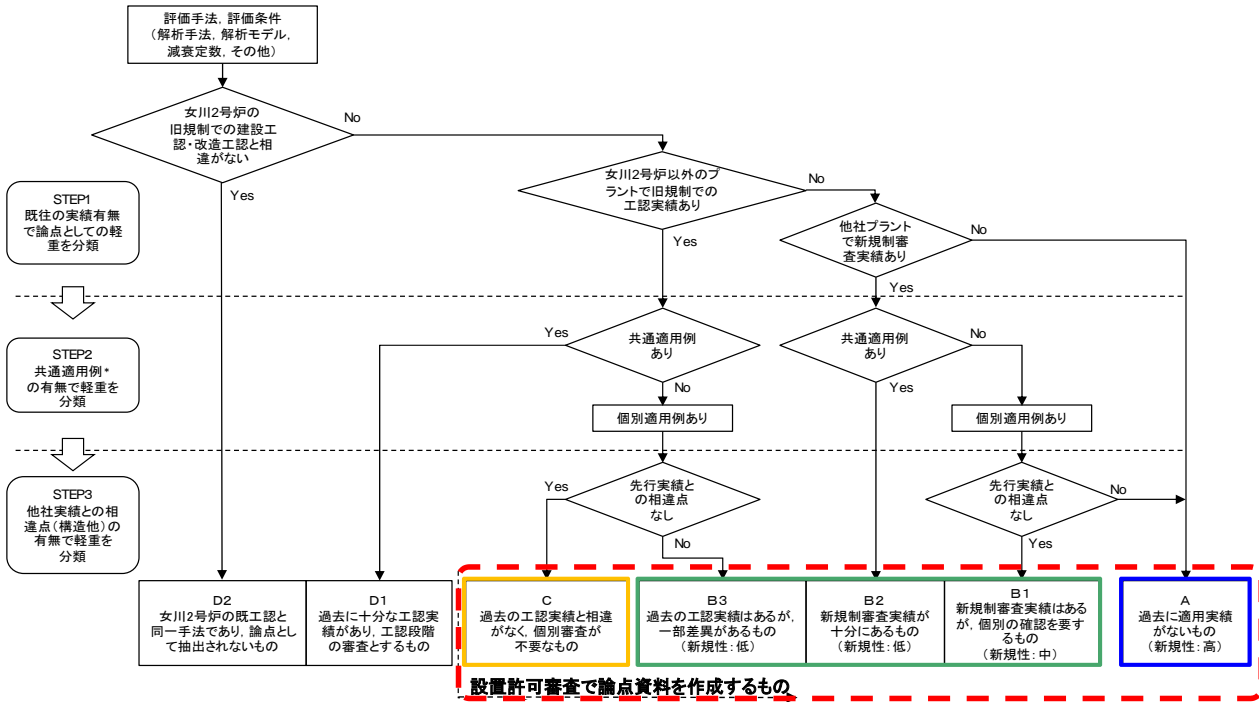 評価手法，評価条件
（解析手法，解析モデル，
減衰定数，その他）
女川2号炉の
旧規制での建設工
認・改造工認と相
違がない
No
Yes
女川2号炉以外のプ
ラントで旧規制での
工認実績あり
No
Yes
他社プラント
で新規制審
査実績あり
No
Yes
STEP1
既往の実績有無
で論点としての軽
重を分類
共通適用例
あり
Yes
No
共通適用例
あり
No
Yes
STEP2
共通適用例*
の有無で軽重を
分類
個別適用例あり
個別適用例あり
STEP3
他社実績との相
違点（構造他）の
有無で軽重を
分類
先行実績と
の相違点
なし
Yes
No
先行実績と
の相違点
なし
No
Yes
D2
女川2号炉の既工認と
同一手法であり，論点とし
て抽出されないもの
D1
過去に十分な工認実
績があり，工認段階
の審査とするもの
C
過去の工認実績と相違
がなく，個別審査が
不要なもの
B3
過去の工認実績はあるが，
一部差異があるもの
（新規性：低）
B2
新規制審査実績が
十分にあるもの
（新規性：低）
B1
新規制審査実績はある
が，個別の確認を要す
るもの
（新規性：中）
A
過去に適用実績
がないもの
（新規性：高）
設置許可審査で論点資料を作成するもの